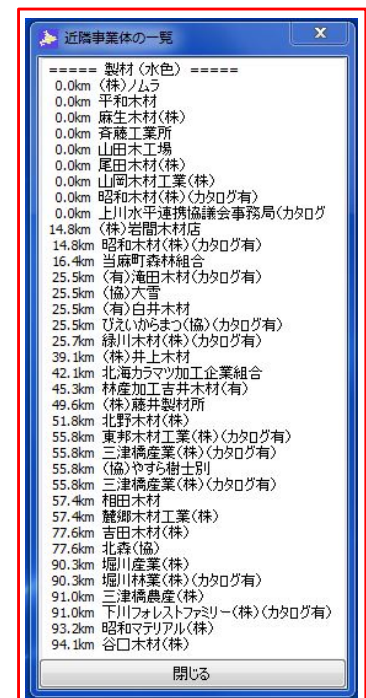 近隣事業体の一覧
X
===== 製材（水色） =====
0.0km (株)ノムラ
0.0km 平和木材
0.0km 麻生木材(株)
0.0km 斉藤工業所
0.0km 山田木工場
0.0km 尾田木材(株)
0.0km 山岡木材工業(株)
0.0km 昭和木材(株)(カタログ有)
0.0km 上川水平連携協議会事務局(カタログ
14.8km (株)岩間木材店
14.8km 昭和木材(株)(カタログ有)
16.4km 当麻町森林組合
25.5km (有)滝田木材(カタログ有)
25.5km (協)大雪
25.5km (有)白井木材
25.5km びえいからまつ(協)(カタログ有)
25.7km 緑川木材(株)(カタログ有)
39.1km (株)井上木材
42.1km 北海カラマツ加工企業組合
45.3km 林産加工吉井木材(有)
49.6km (株)藤井製材所
51.8km 北野木材(株)
55.8km 東邦木材工業(株)(カタログ有)
55.8km 三津橋産業(株)(カタログ有)
55.8km (協)やすら樹士別
55.8km 三津橋産業(株)(カタログ有)
57.4km 相田木材
57.4km 麓郷木材工業(株)
77.6km 吉田木材(株)
77.6km 北森(協)
90.3km 堀川産業(株)
90.3km 堀川林業(株)(カタログ有)
91.0km 三津橋農産(株)
91.0km 下川フォレストファミリー(株)(カタログ有)
93.2km 昭和マテリアル(株)
94.1km 谷口木材(株)
閉じる